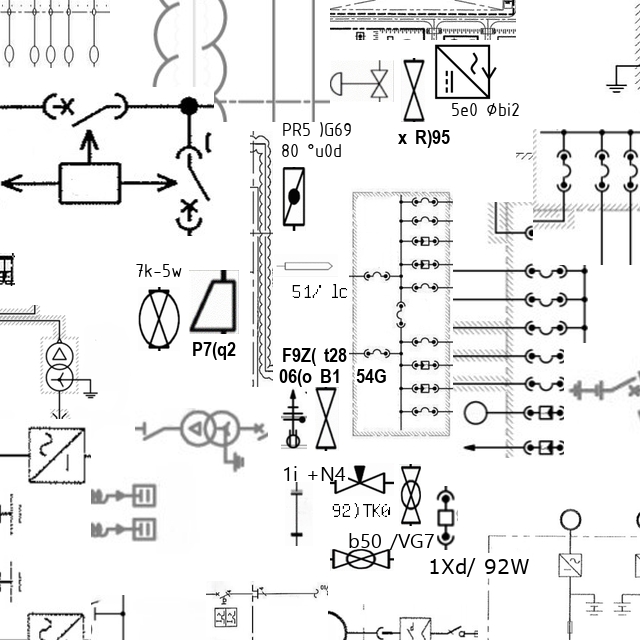 5e0 Øbi2
x R)95
PR5 )G69
80 °u0d
7k-5w
51/ lc
P7(q2
F9Z( t28
06(o B1 54G
1i +N4
92)TK0
b50 /VG7
1Xd/ 92W